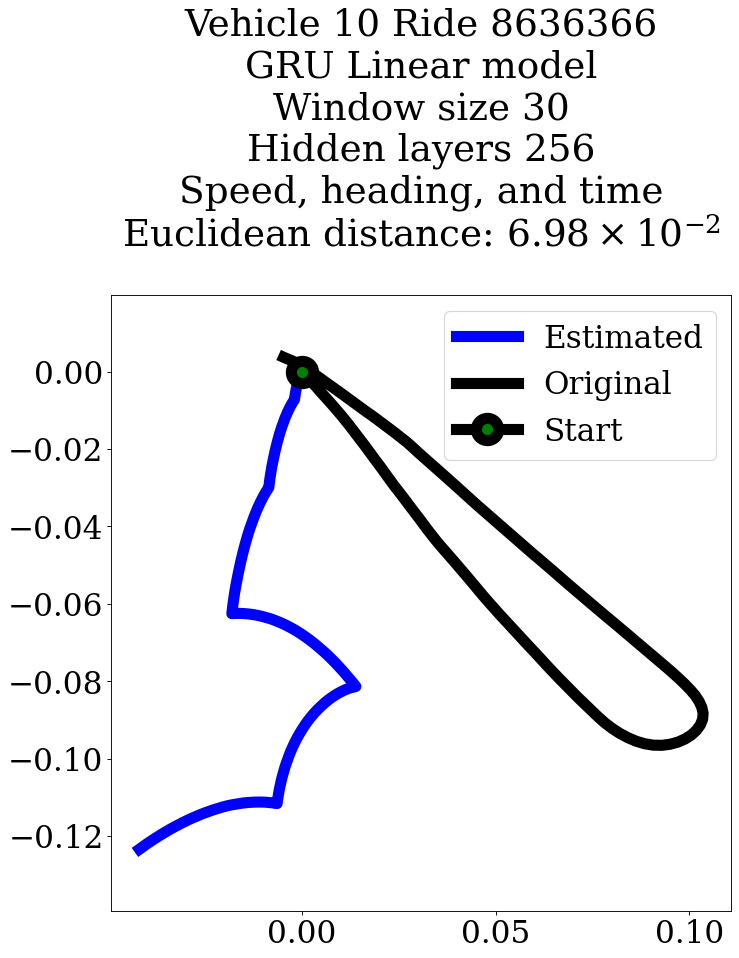 Vehicle 10 Ride 8636366
GRU Linear model
Window size 30
Hidden layers 256
Speed, heading, and time
Euclidean distance: 6.98 × 10⁻²
Estimated
Original
Start
0.00
−0.02
−0.04
−0.06
−0.08
−0.10
−0.12
0.00 0.05 0.10